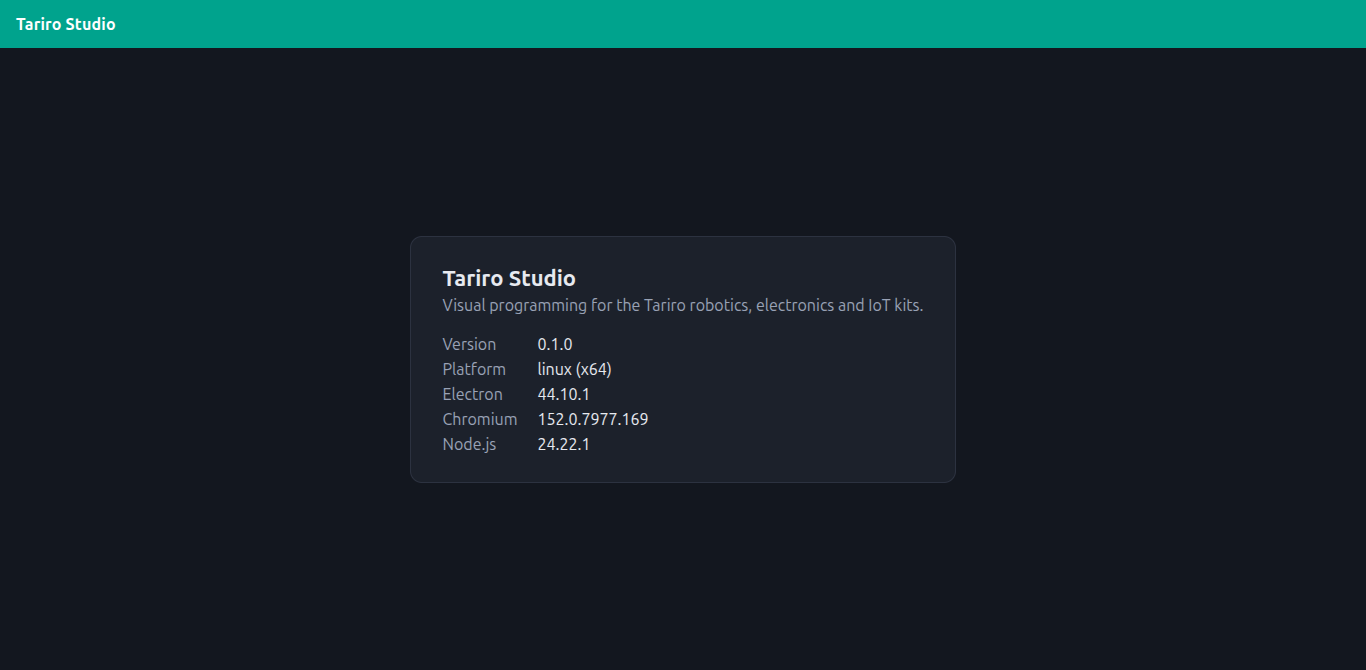 Tariro Studio
Tariro Studio
Visual programming for the Tariro robotics, electronics and IoT kits.
Version 0.1.0
Platform linux (x64)
Electron 44.10.1
Chromium 152.0.7977.169
Node.js 24.22.1